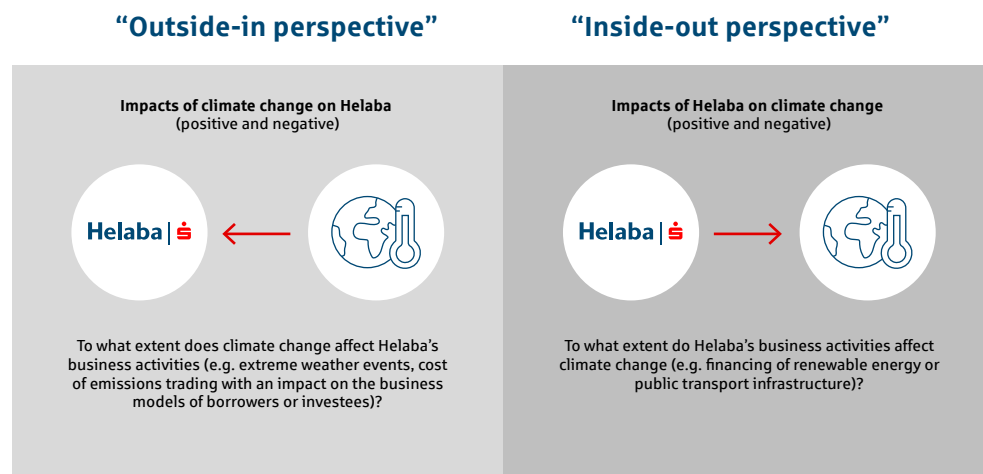 “Outside-in perspective”
“Inside-out perspective”
Impacts of climate change on Helaba
(positive and negative)
Helaba
To what extent does climate change affect Helaba’s
business activities (e.g. extreme weather events, cost
of emissions trading with an impact on the business
models of borrowers or investees)?
Impacts of Helaba on climate change
(positive and negative)
Helaba
To what extent do Helaba’s business activities affect
climate change (e.g. financing of renewable energy or
public transport infrastructure)?